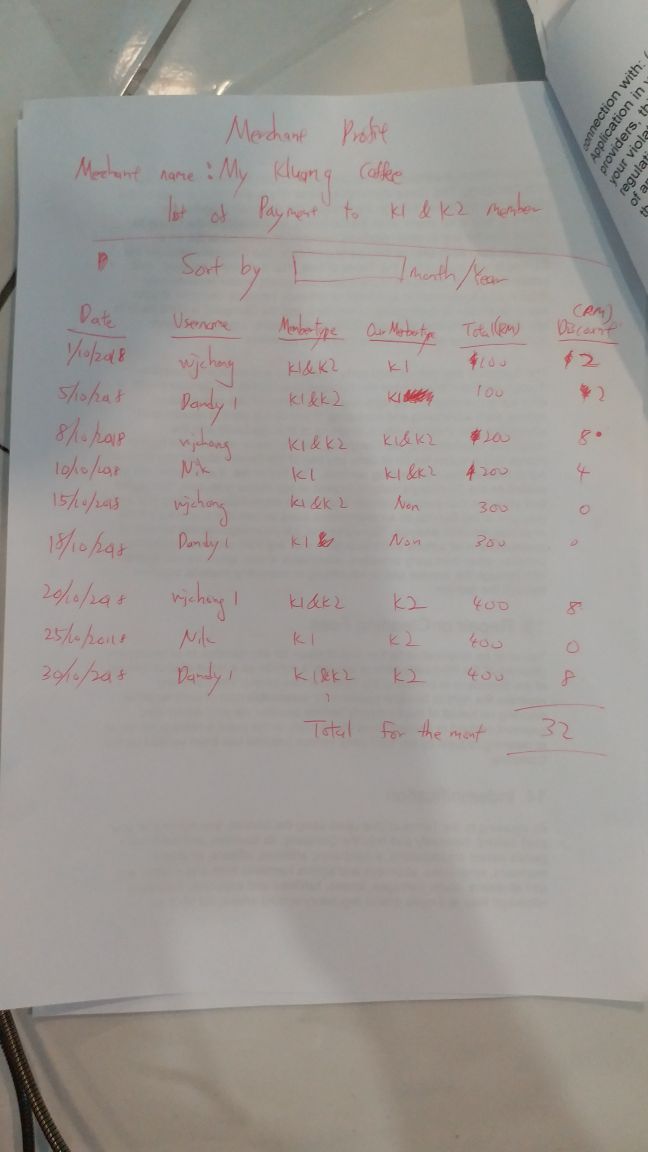 Merchant Profit
Merchant name : My Kluang Coffee
list of Payment to K1 & K2 member
Sort by month/Year
Date Username Membertype Our Membertype Total (RM) (RM) Discount
1/10/2018 wjchong K1&K2 K1 $100 $2
5/10/2018 Dandy 1 K1&K2 K1 100 $2
8/10/2018 wjchong K1&K2 K1&K2 $200 8
10/10/2018 Nik K1 K1&K2 $200 4
15/10/2018 wjchong K1&K2 Non 300 0
18/10/2018 Dandy 1 K1 Non 300 0
20/10/2018 wjchong 1 K1&K2 K2 400 8
25/10/2018 Nik K1 K2 400 0
30/10/2018 Dandy 1 K1&K2 K2 400 8
Total for the mont 32
connection with: (
Application in
providers, th
your violat
regulati
of a
th
14. Indemnification